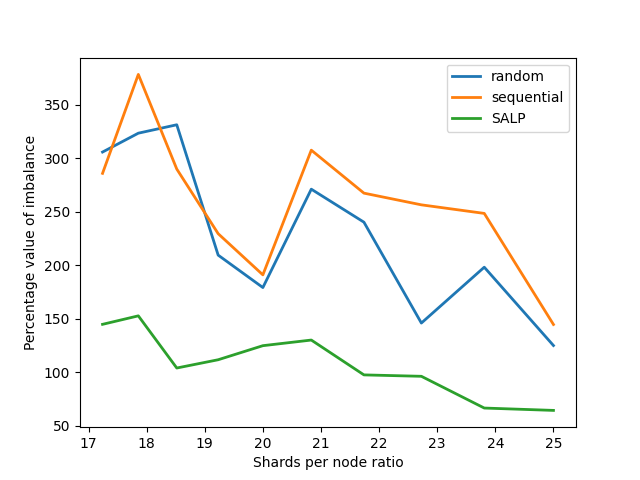 random
sequential
SALP
350
300
250
200
150
100
50
Percentage value of imbalance
17 18 19 20 21 22 23 24 25
Shards per node ratio